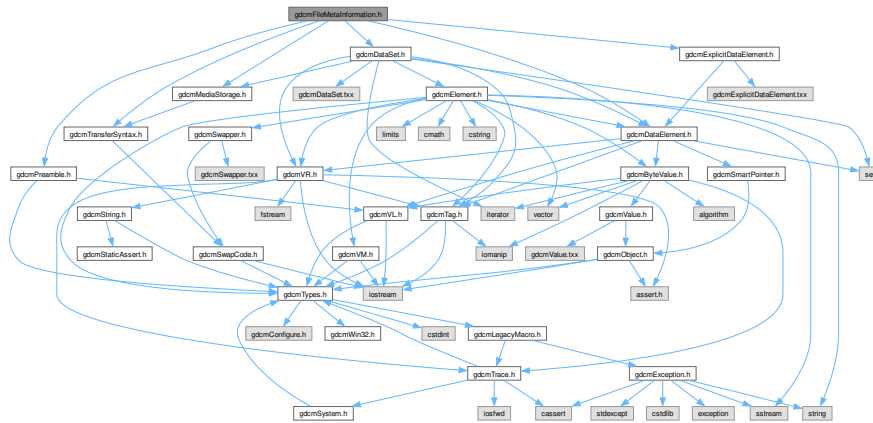 gdcmFileMetaInformation.h
gdcmDataSet.h
gdcmExplicitDataElement.h
gdcmMediaStorage.h
gdcmDataSet.txx
gdcmElement.h
gdcmExplicitDataElement.txx
gdcmTransferSyntax.h
gdcmSwapper.h
limits
cmath
cstring
gdcmDataElement.h
gdcmPreamble.h
gdcmSwapper.txx
gdcmVR.h
gdcmByteValue.h
gdcmSmartPointer.h
gdcmString.h
fstream
gdcmVL.h
gdcmTag.h
iterator
vector
gdcmValue.h
algorithm
gdcmStaticAssert.h
gdcmSwapCode.h
gdcmVM.h
iomanip
gdcmValue.txx
gdcmObject.h
gdcmTypes.h
iostream
assert.h
gdcmConfigure.h
gdcmWin32.h
cstdint
gdcmLegacyMacro.h
gdcmTrace.h
gdcmException.h
gdcmSystem.h
iosfwd
cassert
stdexcept
cstdlib
exception
sstream
string